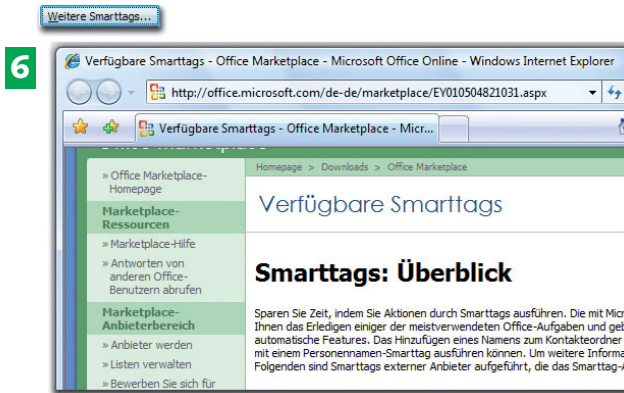 Weitere Smarttags...
6
Verfügbare Smarttags - Office Marketplace - Microsoft Office Online - Windows Internet Explorer
http://office.microsoft.com/de-de/marketplace/EY010504821031.aspx
Verfügbare Smarttags - Office Marketplace - Micr...
Homepage > Downloads > Office Marketplace
» Office Marketplace-
Homepage
Marketplace-
Ressourcen
» Marketplace-Hilfe
» Antworten von
anderen Office-
Benutzern abrufen
Marketplace-
Anbieterbereich
» Anbieter werden
» Listen verwalten
» Bewerben Sie sich für
Verfügbare Smarttags
Smarttags: Überblick
Sparen Sie Zeit, indem Sie Aktionen durch Smarttags ausführen. Die mit Micr
Ihnen das Erledigen einiger der meistverwendeten Office-Aufgaben und geb
automatische Features. Das Hinzufügen eines Namens zum Kontakteordner
mit einem Personennamen-Smarttag ausführen können. Um weitere Informa
Folgenden sind Smarttags externer Anbieter aufgeführt, die das Smarttag-